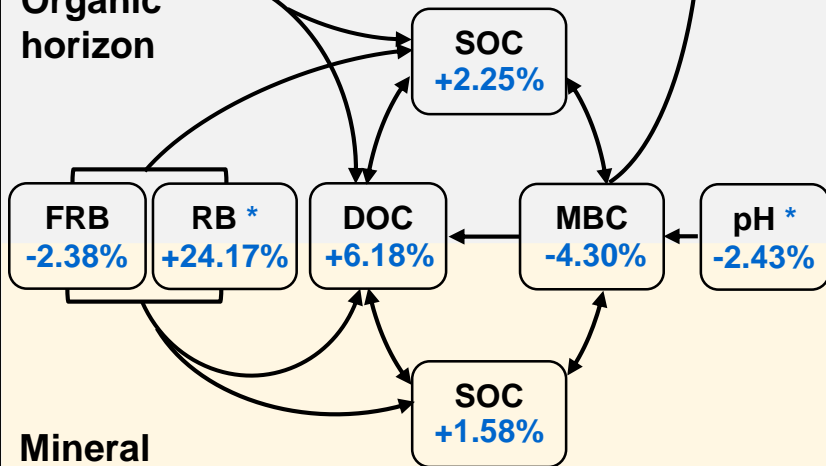 Organic
horizon
SOC
+2.25%
FRB
-2.38%
RB *
+24.17%
DOC
+6.18%
MBC
-4.30%
pH *
-2.43%
SOC
+1.58%
Mineral